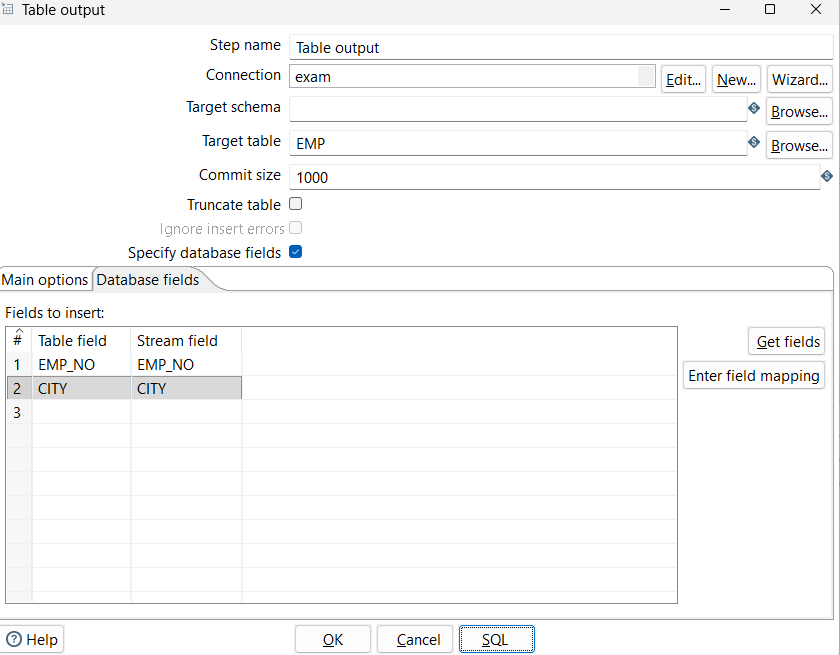 Table output
Step name Table output
Connection exam Edit... New... Wizard...
Target schema Browse...
Target table EMP Browse...
Commit size 1000
Truncate table
Ignore insert errors
Specify database fields
Main options Database fields
Fields to insert:
# Table field Stream field Get fields
1 EMP_NO EMP_NO
Enter field mapping
2 CITY CITY
3
Help OK Cancel SQL